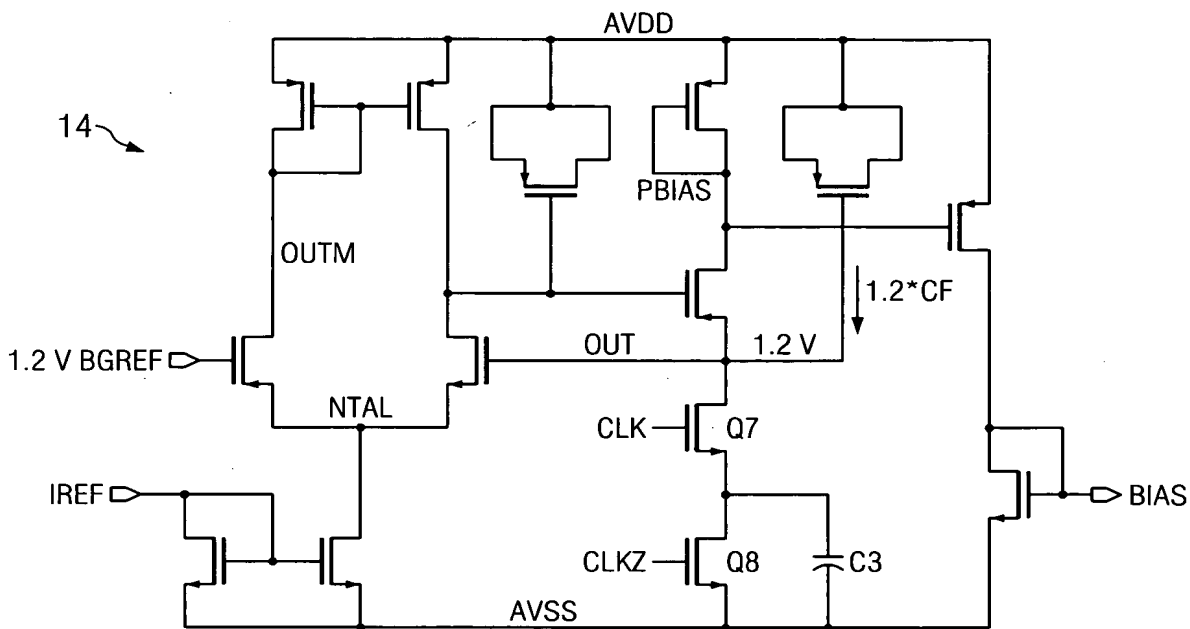 AVDD
14
PBIAS
OUTM
1.2*CF
1.2 V BGREF
OUT
1.2 V
NTAL
CLK
Q7
IREF
BIAS
CLKZ
Q8
C3
AVSS